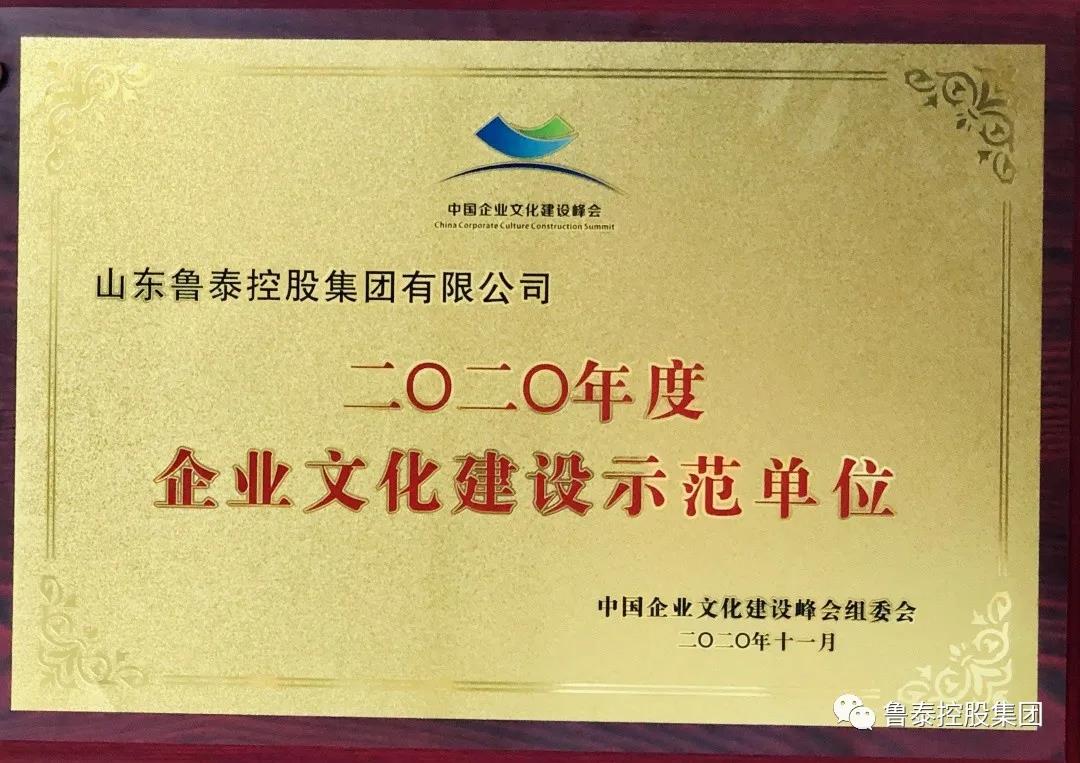 中国企业文化建设峰会
China Corporate Culture Construction Summit
山东鲁泰控股集团有限公司
二〇二〇年度
企业文化建设示范单位
中国企业文化建设峰会组委会
二〇二〇年十一月
鲁泰控股集团